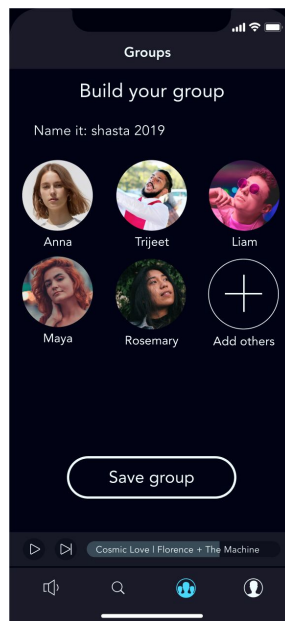 Groups
Build your group
Name it: shasta 2019
Anna
Trijeet
Liam
Maya
Rosemary
Add others
Save group
Cosmic Love l Florence + The Machine